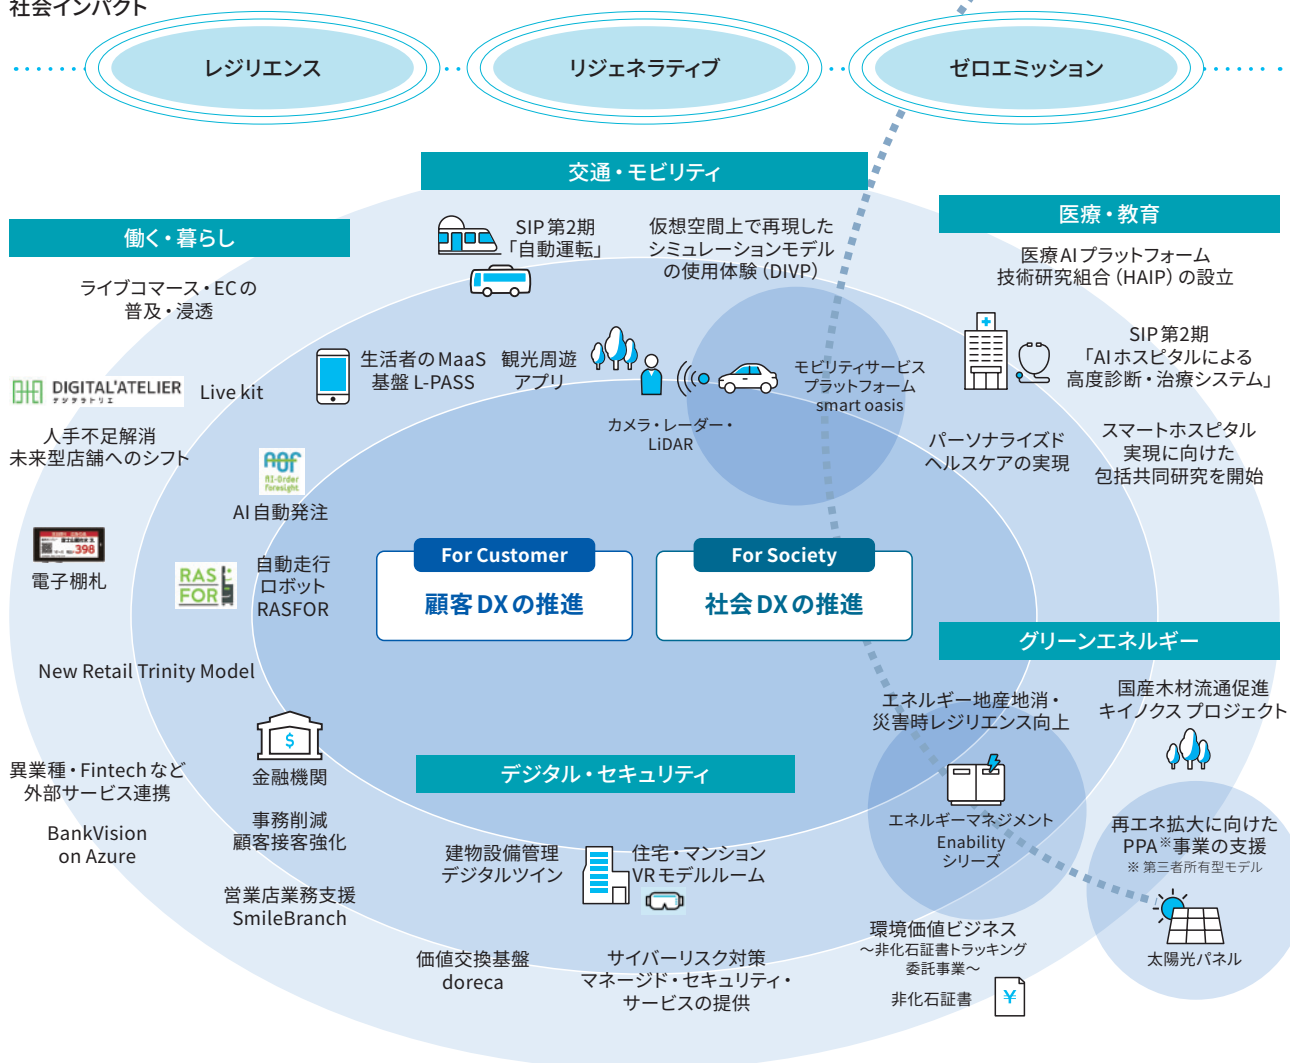 社会インパクト
レジリエンス
リジェネラティブ
ゼロエミッション
交通・モビリティ
SIP 第2期
「自動運転」
仮想空間上で再現した
シミュレーションモデル
の使用体験（DIVP）
生活者のMaaS
基盤 L-PASS
観光周遊
アプリ
カメラ・レーダー・
LiDAR
モビリティサービス
プラットフォーム
smart oasis
医療・教育
医療AIプラットフォーム
技術研究組合（HAIP）の設立
SIP 第2期
「AIホスピタルによる
高度診断・治療システム」
パーソナライズド
ヘルスケアの実現
スマートホスピタル
実現に向けた
包括共同研究を開始
働く・暮らし
ライブコマース・ECの
普及・浸透
DIGITAL'ATELIER
デジタラトリエ
Live kit
人手不足解消
未来型店舗へのシフト
AOF
AI-Order
Foresight
AI自動発注
398
電子棚札
RAS
FOR
自動走行
ロボット
RASFOR
New Retail Trinity Model
$
金融機関
異業種・Fintechなど
外部サービス連携
BankVision
on Azure
事務削減
顧客接客強化
営業店業務支援
SmileBranch
For Customer
顧客DXの推進
For Society
社会DXの推進
デジタル・セキュリティ
建物設備管理
デジタルツイン
住宅・マンション
VRモデルルーム
価値交換基盤
doreca
サイバーリスク対策
マネージド・セキュリティ・
サービスの提供
グリーンエネルギー
エネルギー地産地消・
災害時レジリエンス向上
国産木材流通促進
キイノクス プロジェクト
エネルギーマネジメント
Enability
シリーズ
再エネ拡大に向けた
PPA※事業の支援
※ 第三者所有型モデル
太陽光パネル
環境価値ビジネス
～非化石証書トラッキング
委託事業～
非化石証書
¥